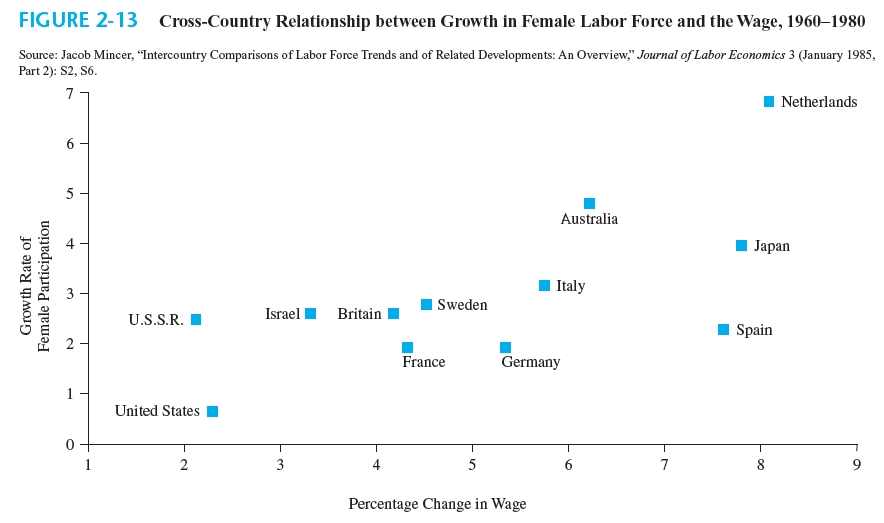 FIGURE 2-13 Cross-Country Relationship between Growth in Female Labor Force and the Wage, 1960–1980
Source: Jacob Mincer, “Intercountry Comparisons of Labor Force Trends and of Related Developments: An Overview,” Journal of Labor Economics 3 (January 1985,
Part 2): S2, S6.
7
Netherlands
6
5
Australia
4
Japan
Growth Rate of
Female Participation
3
Italy
Israel
Britain
Sweden
U.S.S.R.
Spain
2
France
Germany
1
United States
0
1 2 3 4 5 6 7 8 9
Percentage Change in Wage